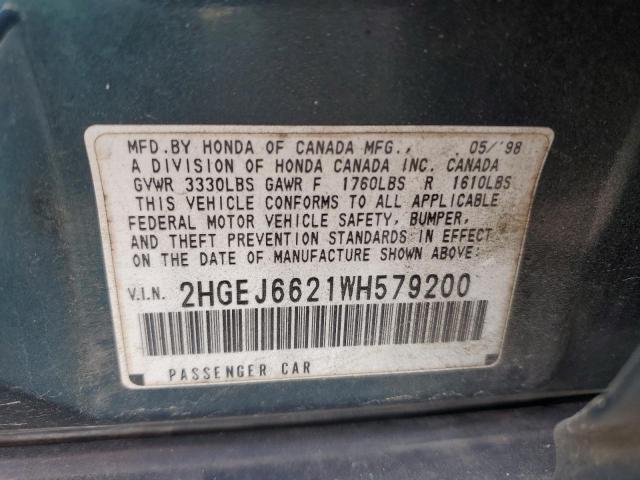 MFD.BY HONDA OF CANADA MFG., 05/'98
A DIVISION OF HONDA CANADA INC. CANADA
GVWR 3330LBS GAWR F 1760LBS R 1610LBS
THIS VEHICLE CONFORMS TO ALL APPLICABLE
FEDERAL MOTOR VEHICLE SAFETY, BUMPER,
AND THEFT PREVENTION STANDARDS IN EFFECT
ON THE DATE OF MANUFACTURE SHOWN ABOVE.
V.I.N. 2HGEJ6621WH579200
PASSENGER CAR